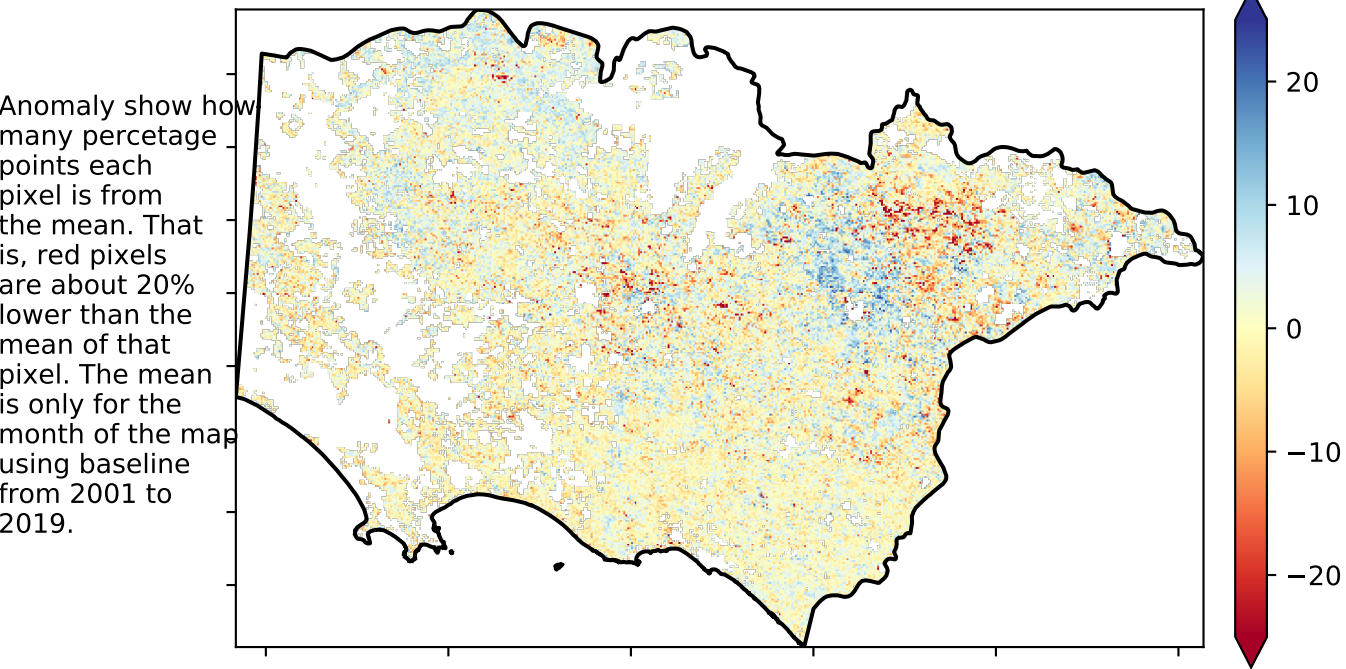 Anomaly show how
many percetage
points each
pixel is from
the mean. That
is, red pixels
are about 20%
lower than the
mean of that
pixel. The mean
is only for the
month of the map
using baseline
from 2001 to
2019.
20
10
0
−10
−20